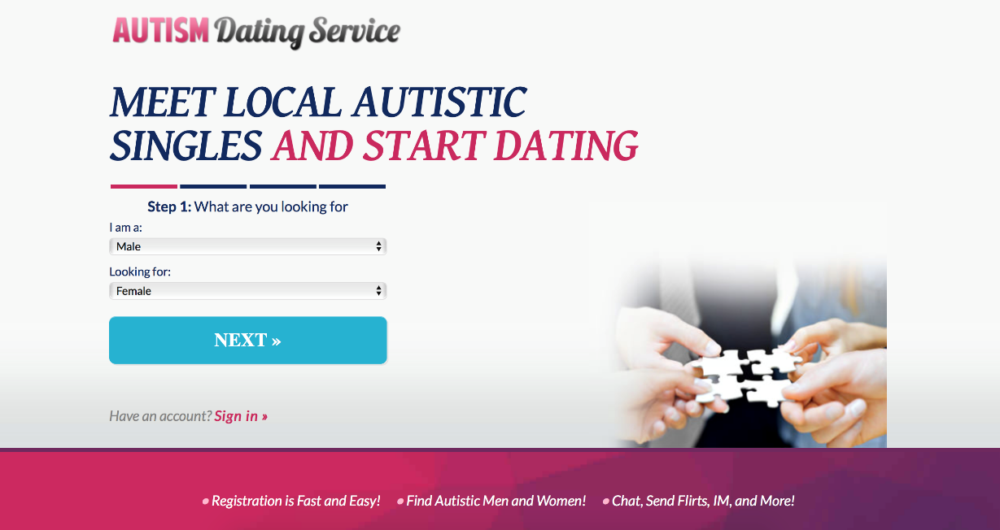 AUTISM Dating Service
MEET LOCAL AUTISTIC
SINGLES AND START DATING
Step 1: What are you looking for
I am a:
Male
Looking for:
Female
NEXT »
Have an account? Sign in »
• Registration is Fast and Easy! • Find Autistic Men and Women! • Chat, Send Flirts, IM, and More!